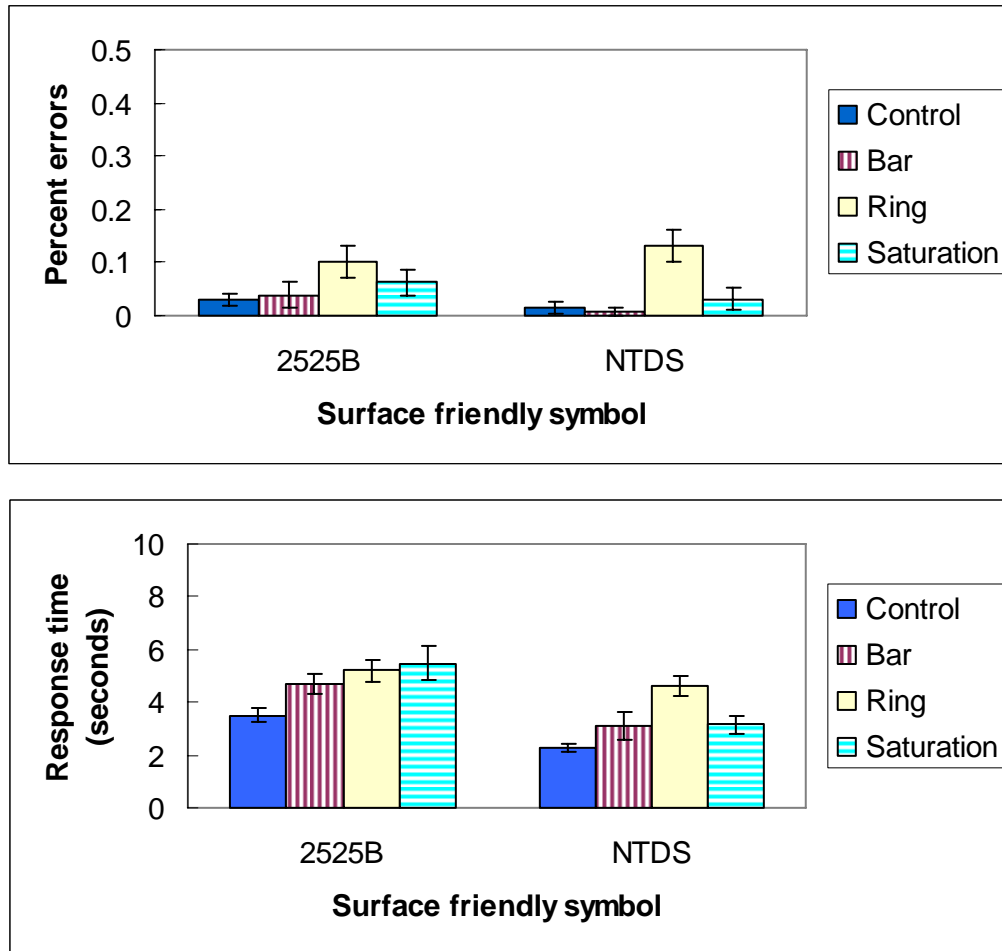 0.5
0.4
0.3
0.2
0.1
0
Percent errors
2525B
NTDS
Surface friendly symbol
Control
Bar
Ring
Saturation
10
8
6
4
2
0
Response time
(seconds)
2525B
NTDS
Surface friendly symbol
Control
Bar
Ring
Saturation